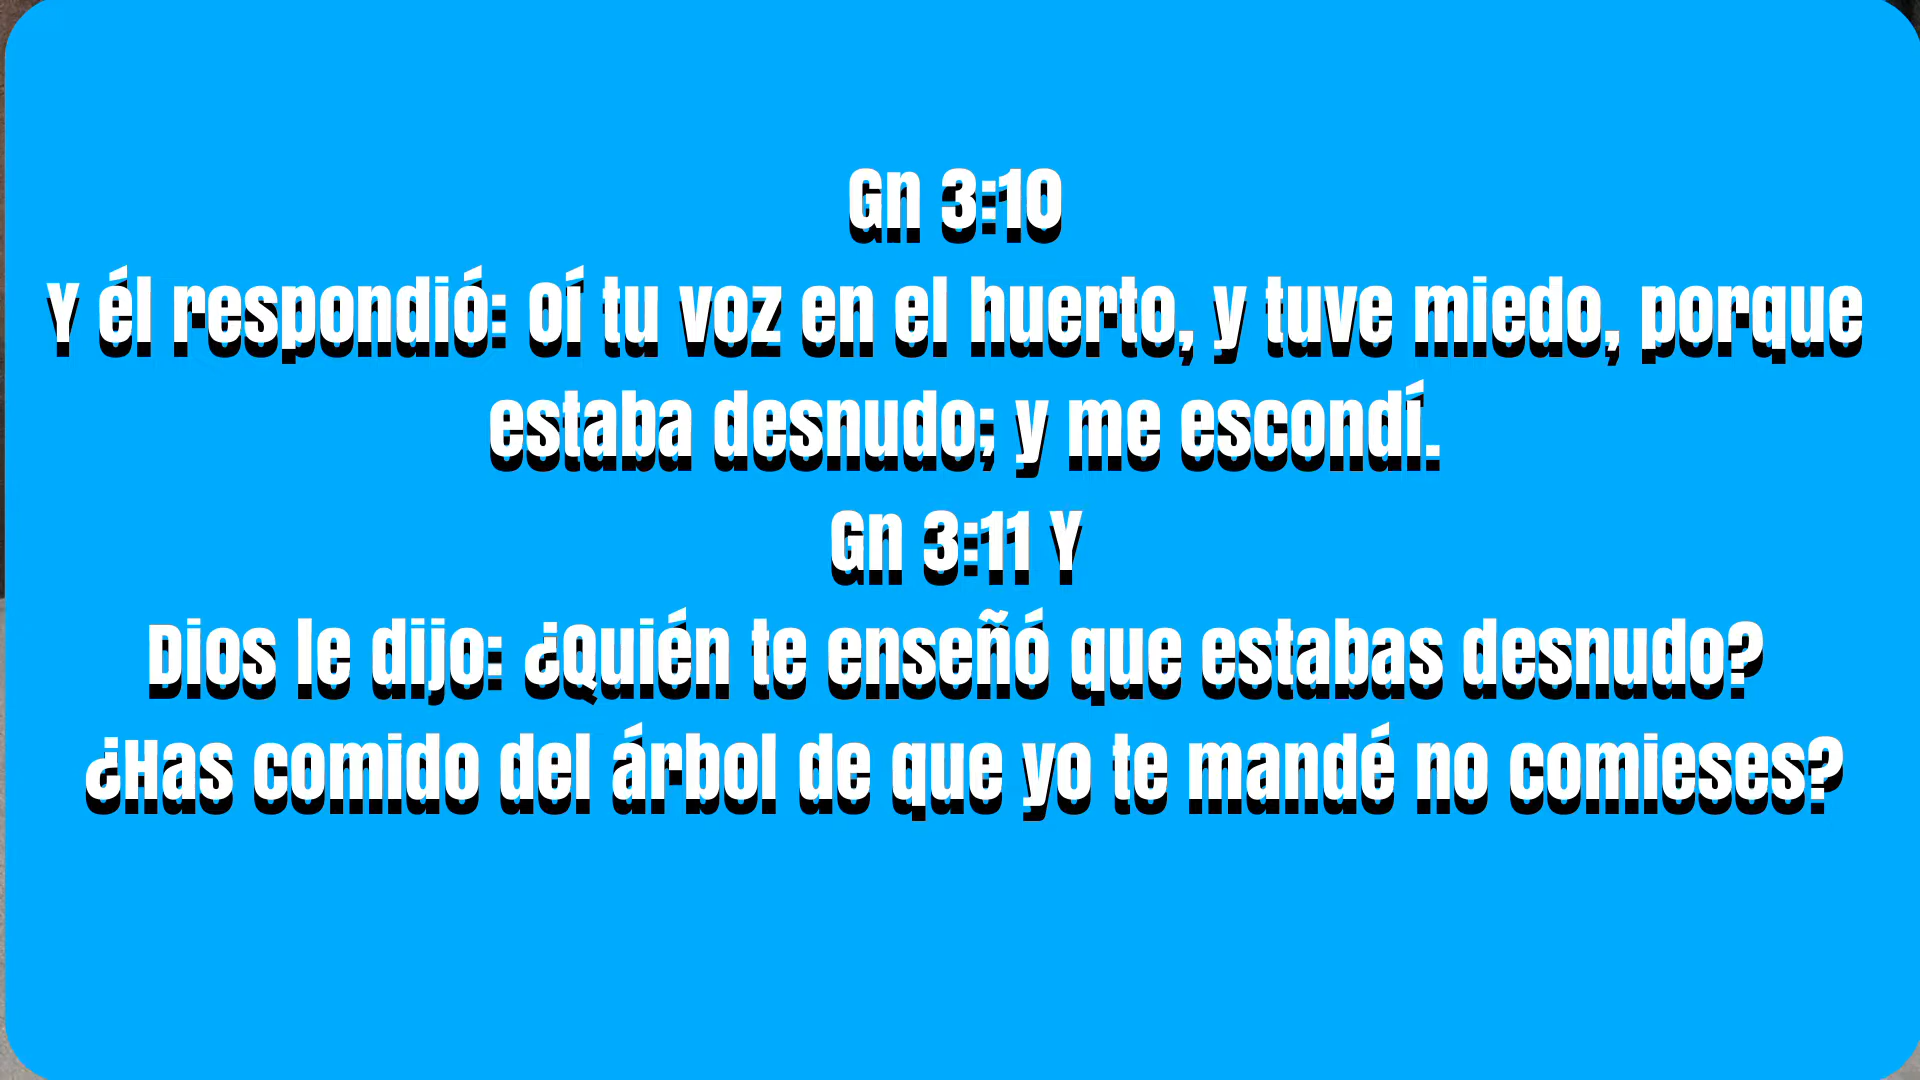 Gn 3:10
Y él respondió: Oí tu voz en el huerto, y tuve miedo, porque
estaba desnudo; y me escondí.
Gn 3:11 Y
Dios le dijo: ¿Quién te enseñó que estabas desnudo?
¿Has comido del árbol de que yo te mandé no comieses?